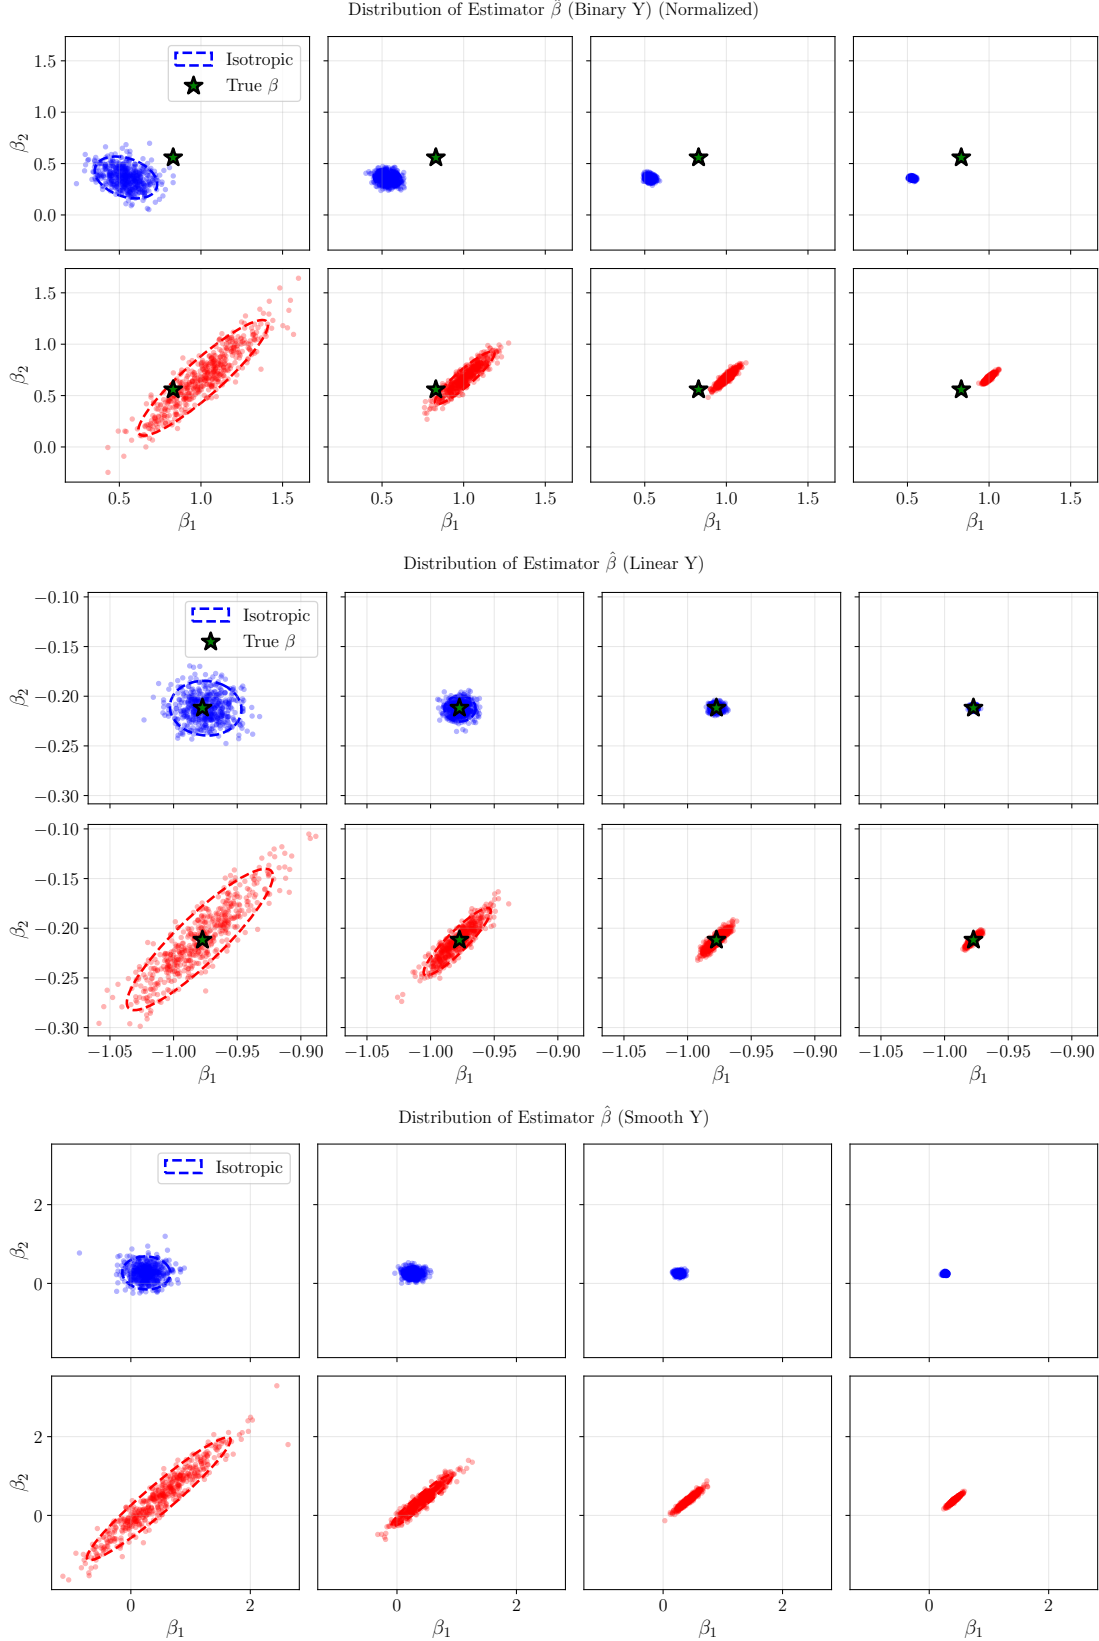 Distribution of Estimator β̂ (Binary Y) (Normalized)
1.5
1.0
0.5
0.0
β₂
Isotropic
True β
1.5
1.0
0.5
0.0
β₂
0.5 1.0 1.5
0.5 1.0 1.5
0.5 1.0 1.5
0.5 1.0 1.5
β₁
β₁
β₁
β₁
Distribution of Estimator β̂ (Linear Y)
−0.10
−0.15
−0.20
−0.25
−0.30
β₂
Isotropic
True β
−0.10
−0.15
−0.20
−0.25
−0.30
β₂
−1.05 −1.00 −0.95 −0.90
−1.05 −1.00 −0.95 −0.90
−1.05 −1.00 −0.95 −0.90
−1.05 −1.00 −0.95 −0.90
β₁
β₁
β₁
β₁
Distribution of Estimator β̂ (Smooth Y)
2
0
β₂
Isotropic
2
0
β₂
0 2
0 2
0 2
0 2
β₁
β₁
β₁
β₁